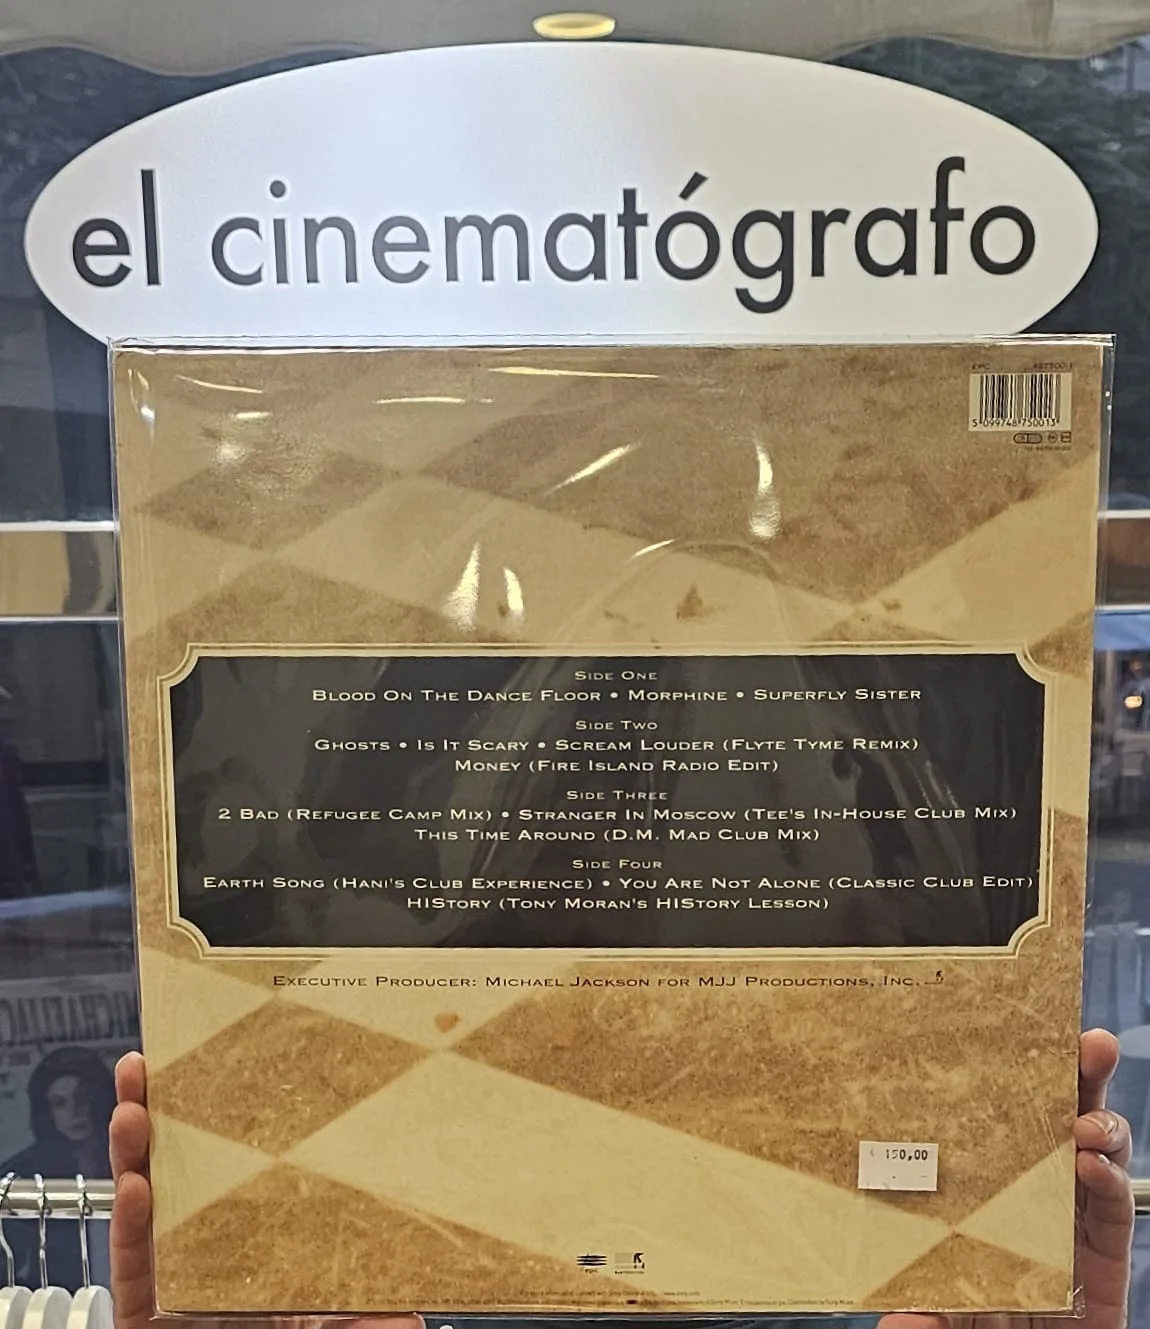 el cinematógrafo
EPC 487500 1
5 099748 750013
SIDE ONE
BLOOD ON THE DANCE FLOOR • MORPHINE • SUPERFLY SISTER
SIDE TWO
GHOSTS • IS IT SCARY • SCREAM LOUDER (FLYTE TYME REMIX)
MONEY (FIRE ISLAND RADIO EDIT)
SIDE THREE
2 BAD (REFUGEE CAMP MIX) • STRANGER IN MOSCOW (TEE'S IN-HOUSE CLUB MIX)
THIS TIME AROUND (D.M. MAD CLUB MIX)
SIDE FOUR
EARTH SONG (HANI'S CLUB EXPERIENCE) • YOU ARE NOT ALONE (CLASSIC CLUB EDIT)
HISTORY (TONY MORAN'S HISTORY LESSON)
EXECUTIVE PRODUCER: MICHAEL JACKSON FOR MJJ PRODUCTIONS, INC.
€ 150,00
epic